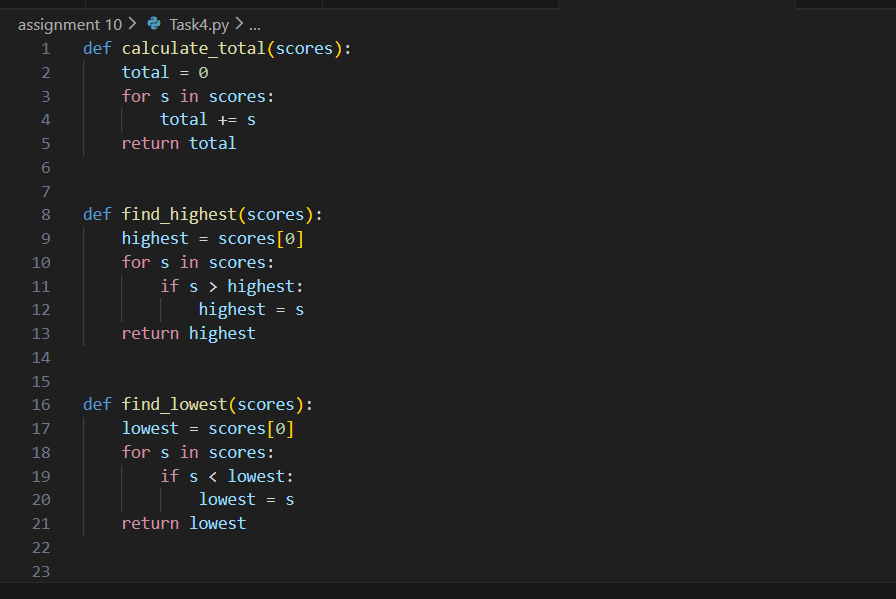 assignment 10 > Task4.py > ...
1 def calculate_total(scores):
2     total = 0
3     for s in scores:
4         total += s
5     return total
6
7
8 def find_highest(scores):
9     highest = scores[0]
10     for s in scores:
11         if s > highest:
12             highest = s
13     return highest
14
15
16 def find_lowest(scores):
17     lowest = scores[0]
18     for s in scores:
19         if s < lowest:
20             lowest = s
21     return lowest
22
23